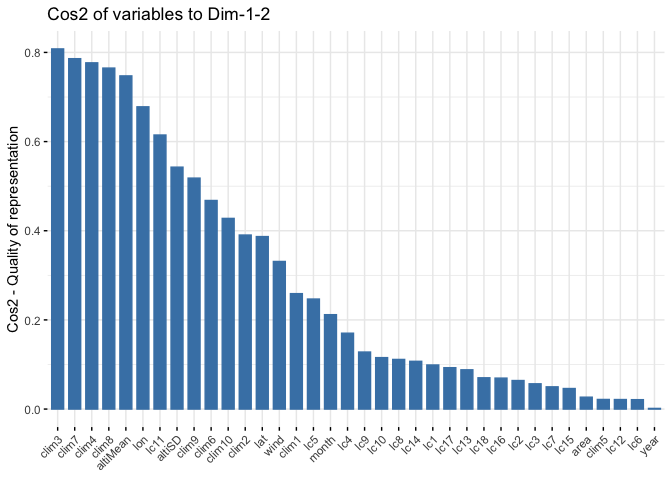 Cos2 of variables to Dim-1-2
Cos2 - Quality of representation
0.8
0.6
0.4
0.2
0.0
clim3
clim7
clim4
clim8
altiMean
lon
lc11
altiSD
clim9
clim6
clim10
clim2
lat
wind
clim1
lc5
month
lc4
lc9
lc10
lc8
lc14
lc1
lc17
lc13
lc18
lc16
lc2
lc3
lc7
lc15
area
clim5
lc12
lc6
year